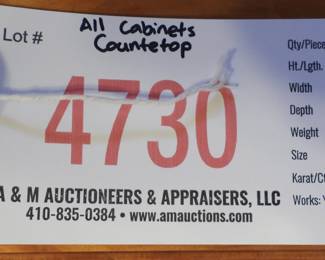 Lot #
All Cabinets
Countetop
4730
A & M AUCTIONEERS & APPRAISERS, LLC
410-835-0384 • www.amauctions.com
Qty/Piece
Ht./Lgth.
Width
Depth
Weight
Size
Karat/Ct
Works: